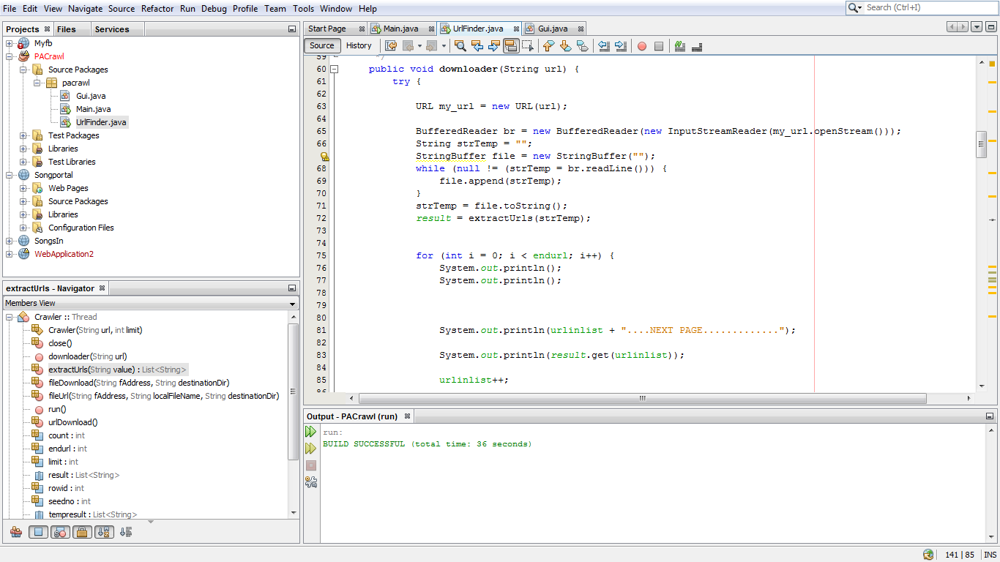 File Edit View Navigate Source Refactor Run Debug Profile Team Tools Window Help
Search (Ctrl+I)
Projects Files Services
Myfb
PACrawl
Source Packages
pacrawl
Gui.java
Main.java
UrlFinder.java
Test Packages
Libraries
Test Libraries
Songportal
Web Pages
Source Packages
Libraries
Configuration Files
SongsIn
WebApplication2
extractUrls - Navigator
Members View
Crawler :: Thread
Crawler(String url, int limit)
close()
downloader(String url)
extractUrls(String value) : List<String>
fileDownload(String fAddress, String destinationDir)
fileUrl(String fAddress, String localFileName, String destinationDir)
run()
urlDownload()
count : int
endurl : int
limit : int
result : List<String>
rowid : int
seedno : int
tempresult : List<String>
Start Page Main.java UrlFinder.java Gui.java
Source History
59 */
60 public void downloader(String url) {
61 try {
62
63 URL my_url = new URL(url);
64
65 BufferedReader br = new BufferedReader(new InputStreamReader(my_url.openStream()));
66 String strTemp = "";
StringBuffer file = new StringBuffer("");
68 while (null != (strTemp = br.readLine())) {
69 file.append(strTemp);
70 }
71 strTemp = file.toString();
72 result = extractUrls(strTemp);
73
74
75 for (int i = 0; i < endurl; i++) {
76 System.out.println();
77 System.out.println();
78
79
80
81 System.out.println(urlinlist + "....NEXT PAGE.............");
82
83 System.out.println(result.get(urlinlist));
84
85 urlinlist++;
86
Output - PACrawl (run)
run:
BUILD SUCCESSFUL (total time: 36 seconds)
141 | 85 INS